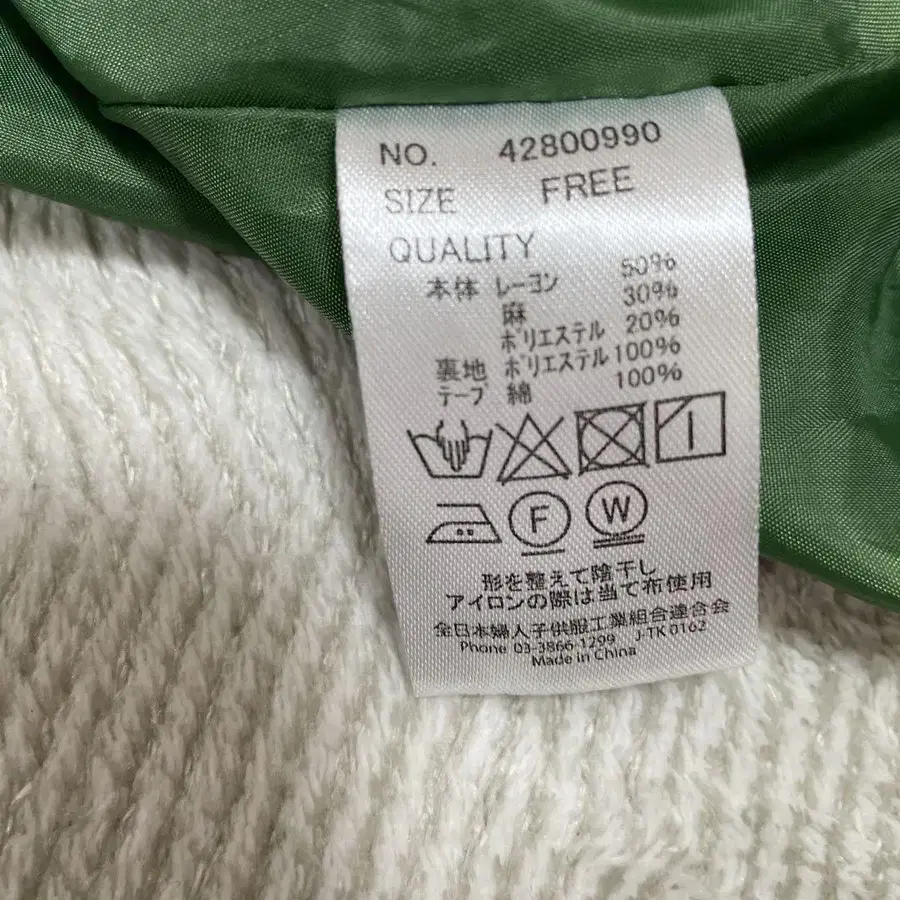 NO. 42800990
SIZE FREE
QUALITY
本体 レーヨン 50%
麻 30%
ポリエステル 20%
裏地 ポリエステル 100%
テープ 綿 100%
F W
形を整えて陰干し
アイロンの際は当て布使用
全日本婦人子供服工業組合連合会
Phone 03-3866-1299 J-TK 0162
Made in China